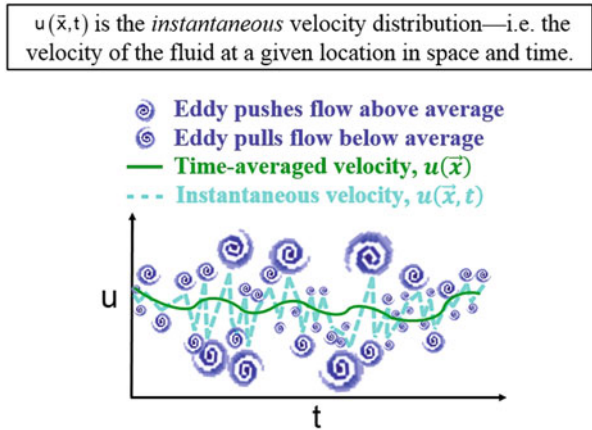 u(x⃗,t) is the instantaneous velocity distribution—i.e. the
velocity of the fluid at a given location in space and time.
Eddy pushes flow above average
Eddy pulls flow below average
Time-averaged velocity, u(x⃗)
Instantaneous velocity, u(x⃗, t)
u
t